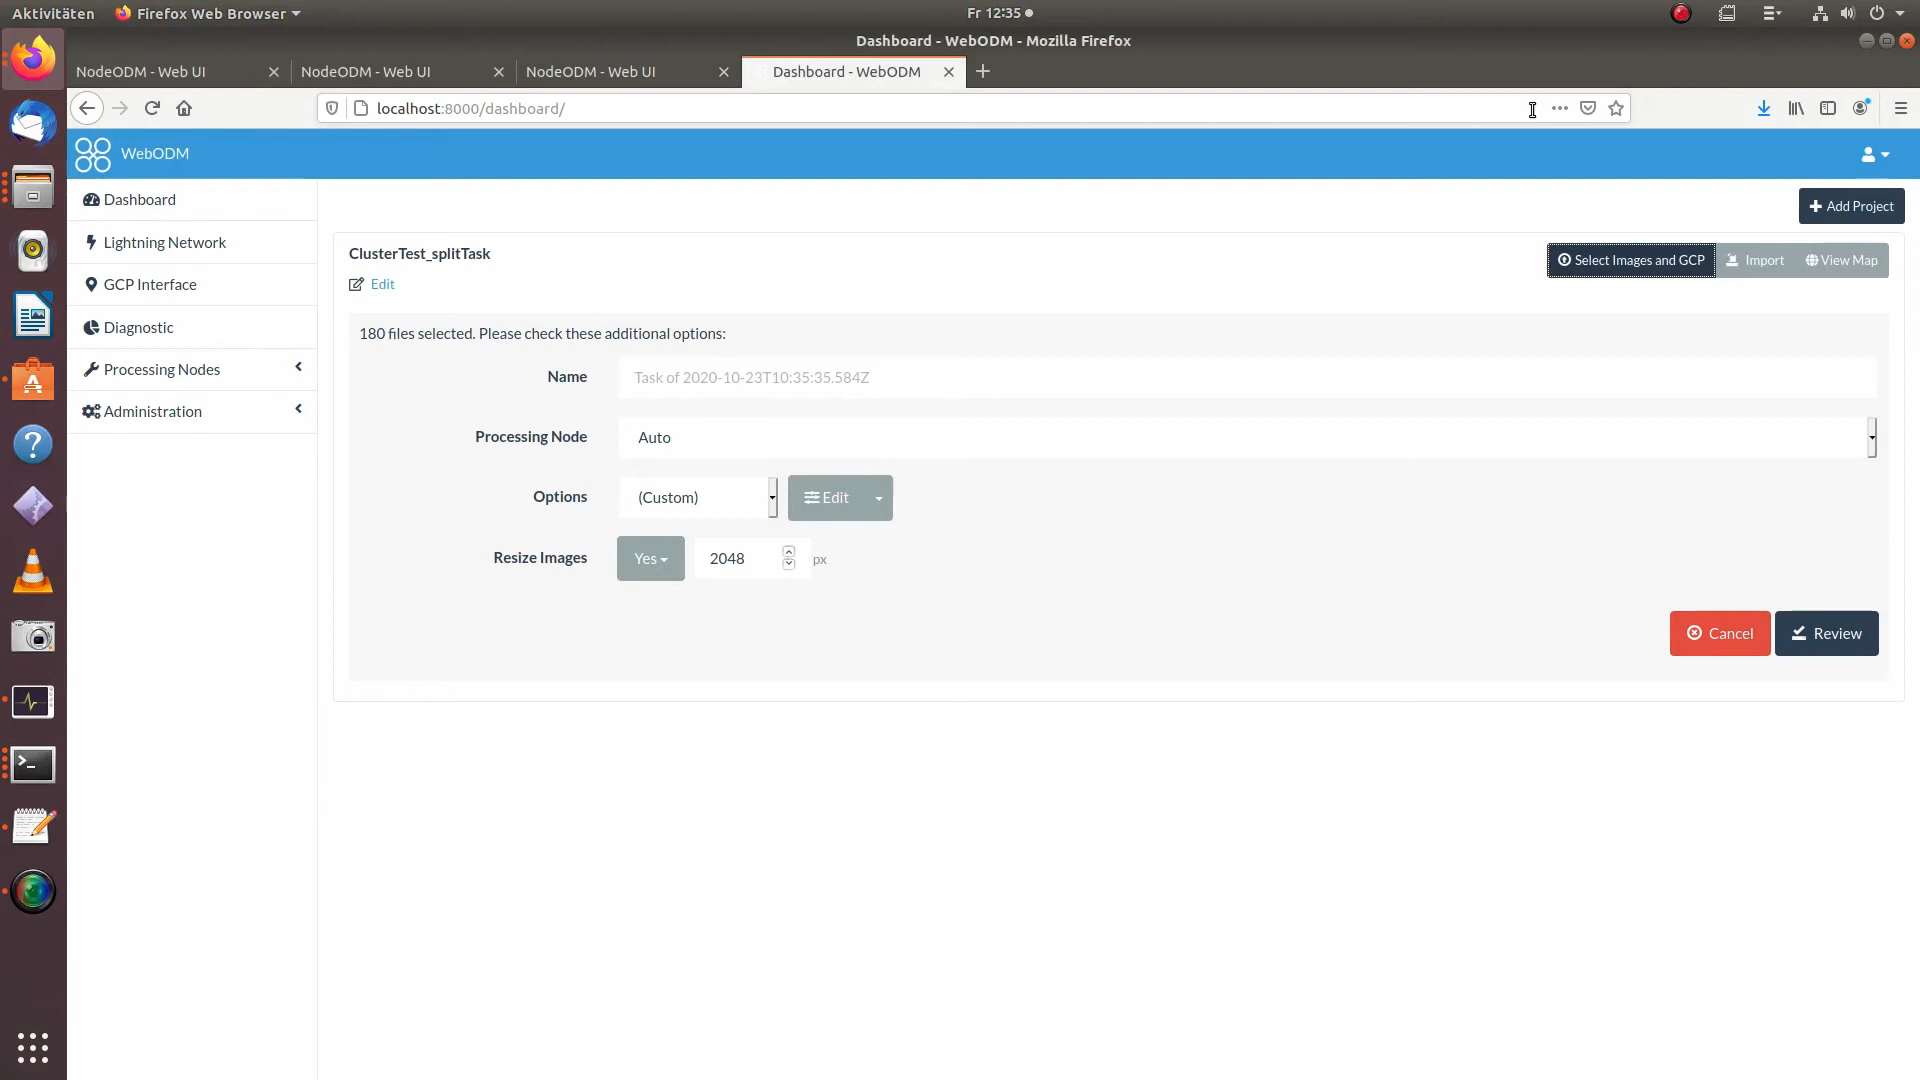 Aktivitäten
Firefox Web Browser
Fr 12:35
Dashboard - WebODM - Mozilla Firefox
NodeODM - Web UI
NodeODM - Web UI
NodeODM - Web UI
Dashboard - WebODM
localhost:8000/dashboard/
WebODM
Dashboard
Lightning Network
GCP Interface
Diagnostic
Processing Nodes
Administration
Add Project
ClusterTest_splitTask
Edit
Select Images and GCP
Import
View Map
180 files selected. Please check these additional options:
Name
Task of 2020-10-23T10:35:35.584Z
Processing Node
Auto
Options
(Custom)
Edit
Resize Images
Yes
2048
px
Cancel
Review